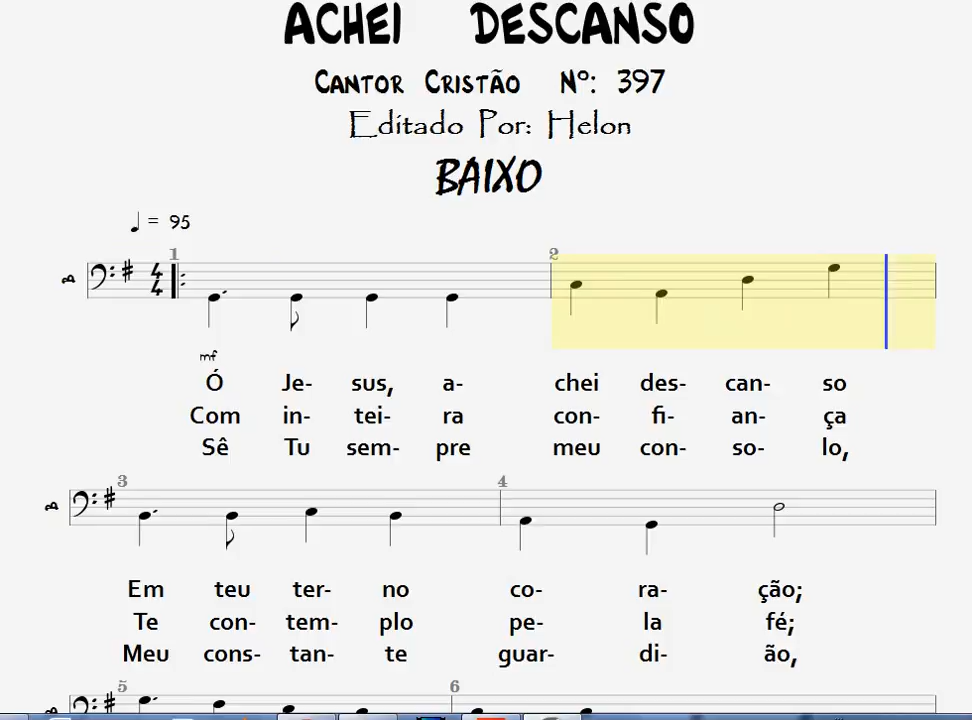 ACHEI DESCANSO
CANTOR CRISTÃO Nº: 397
Editado Por: Helon
BAIXO
♩ = 95
1 2
B
4
4
mf
Ó Je- sus, a- chei des- can- so
Com in- tei- ra con- fi- an- ça
Sê Tu sem- pre meu con- so- lo,
3 4
B
Em teu ter- no co- ra- ção;
Te con- tem- plo pe- la fé;
Meu cons- tan- te guar- di- ão,
5 6